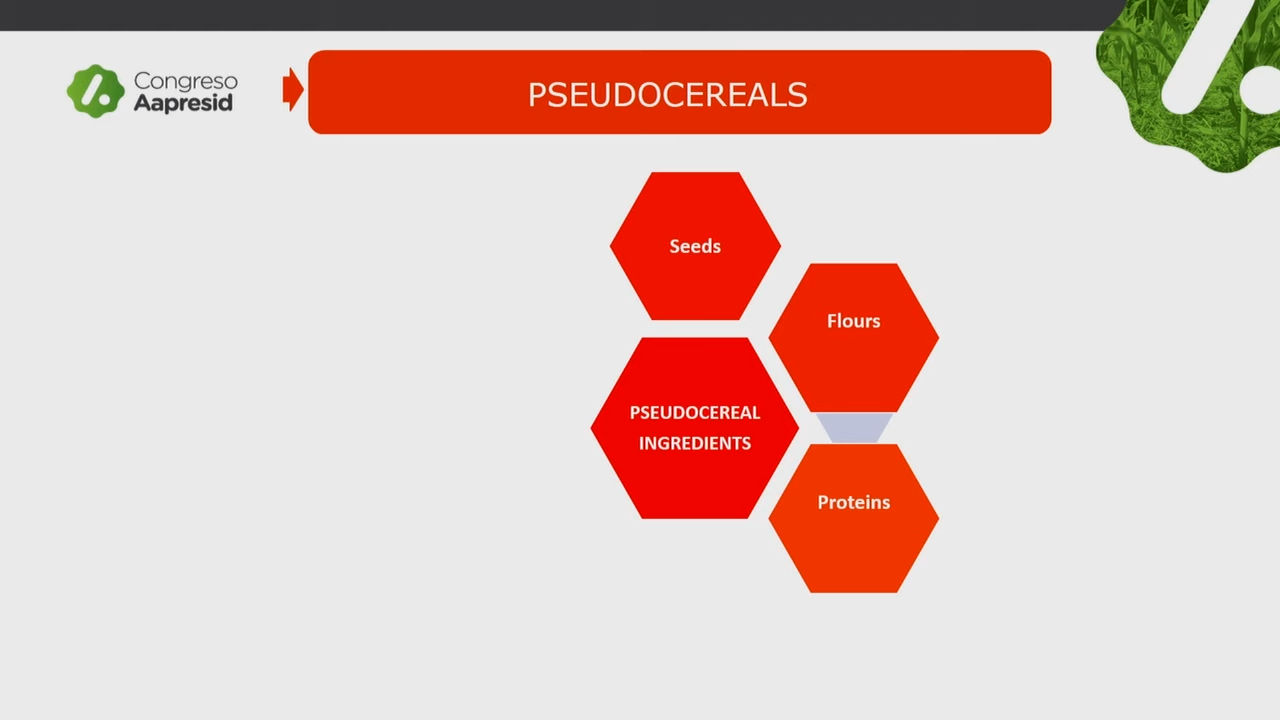 Congreso
Aapresid
PSEUDOCEREALS
Seeds
Flours
PSEUDOCEREAL
INGREDIENTS
Proteins